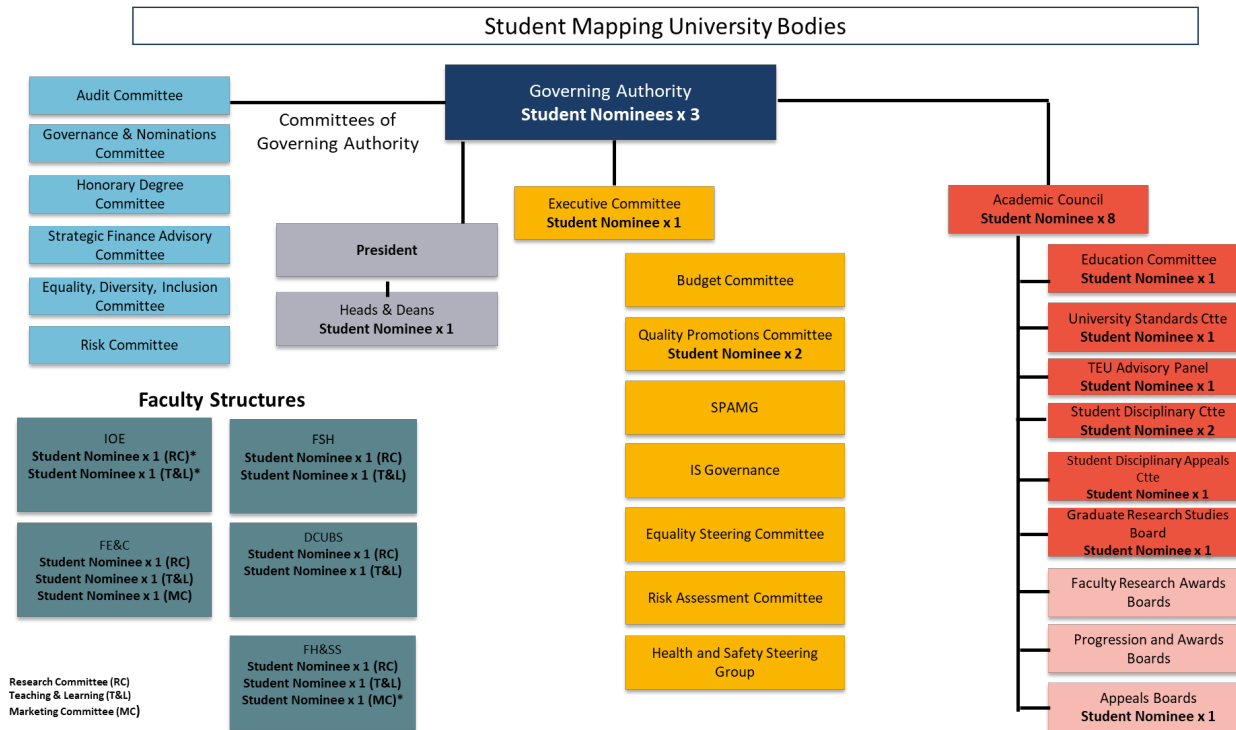 Student Mapping University Bodies
Governing Authority
Student Nominees x 3
Committees of
Governing Authority
Audit Committee
Governance & Nominations
Committee
Honorary Degree
Committee
Strategic Finance Advisory
Committee
Equality, Diversity, Inclusion
Committee
Risk Committee
President
Heads & Deans
Student Nominee x 1
Executive Committee
Student Nominee x 1
Budget Committee
Quality Promotions Committee
Student Nominee x 2
SPAMG
IS Governance
Equality Steering Committee
Risk Assessment Committee
Health and Safety Steering
Group
Academic Council
Student Nominee x 8
Education Committee
Student Nominee x 1
University Standards Ctte
Student Nominee x 1
TEU Advisory Panel
Student Nominee x 1
Student Disciplinary Ctte
Student Nominee x 2
Student Disciplinary Appeals
Ctte
Student Nominee x 1
Graduate Research Studies
Board
Student Nominee x 1
Faculty Research Awards
Boards
Progression and Awards
Boards
Appeals Boards
Student Nominee x 1
Faculty Structures
IOE
Student Nominee x 1 (RC)*
Student Nominee x 1 (T&L)*
FSH
Student Nominee x 1 (RC)
Student Nominee x 1 (T&L)
FE&C
Student Nominee x 1 (RC)
Student Nominee x 1 (T&L)
Student Nominee x 1 (MC)
DCUBS
Student Nominee x 1 (RC)
Student Nominee x 1 (T&L)
FH&SS
Student Nominee x 1 (RC)
Student Nominee x 1 (T&L)
Student Nominee x 1 (MC)*
Research Committee (RC)
Teaching & Learning (T&L)
Marketing Committee (MC)